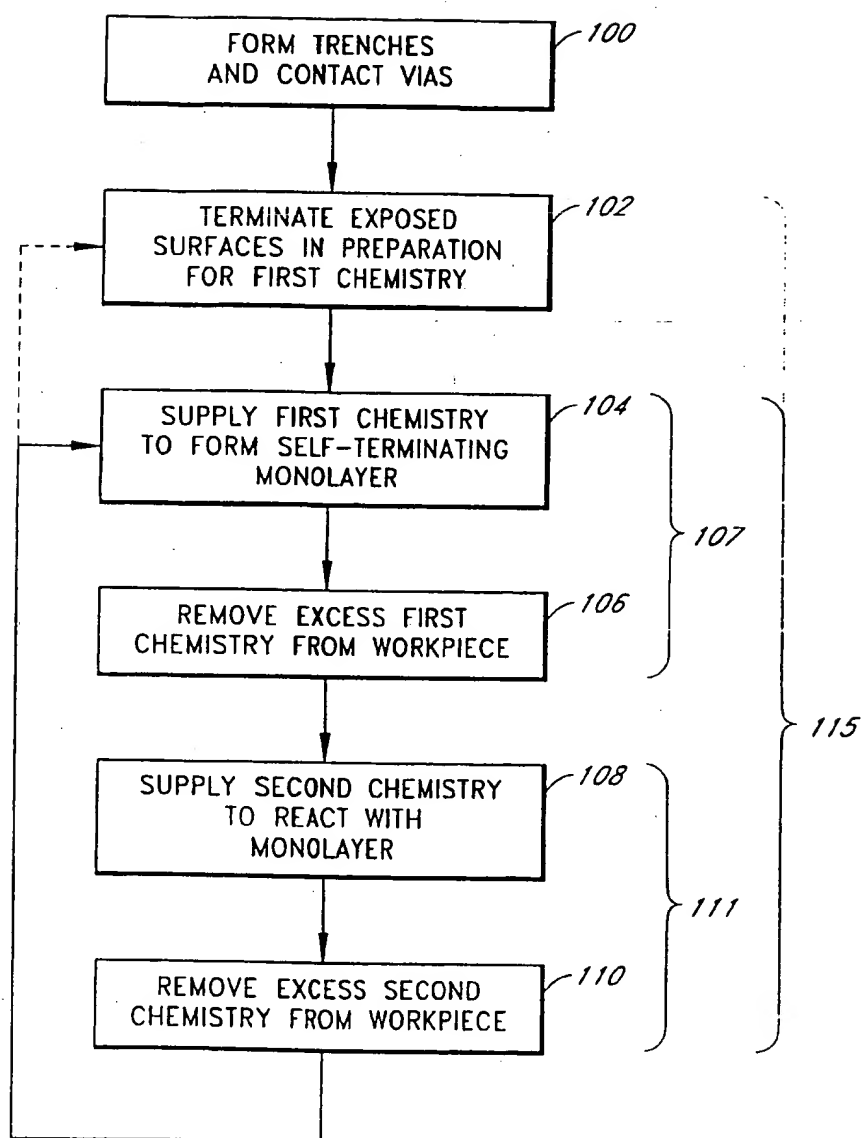 FORM TRENCHES
AND CONTACT VIAS
100
TERMINATE EXPOSED
SURFACES IN PREPARATION
FOR FIRST CHEMISTRY
102
SUPPLY FIRST CHEMISTRY
TO FORM SELF-TERMINATING
MONOLAYER
104
107
REMOVE EXCESS FIRST
CHEMISTRY FROM WORKPIECE
106
115
SUPPLY SECOND CHEMISTRY
TO REACT WITH
MONOLAYER
108
111
REMOVE EXCESS SECOND
CHEMISTRY FROM WORKPIECE
110